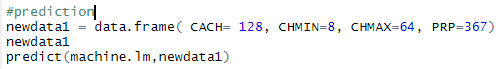 #prediction
newdata1 = data.frame( CACH= 128, CHMIN=8, CHMAX=64, PRP=367)
newdata1
predict(machine.lm,newdata1)